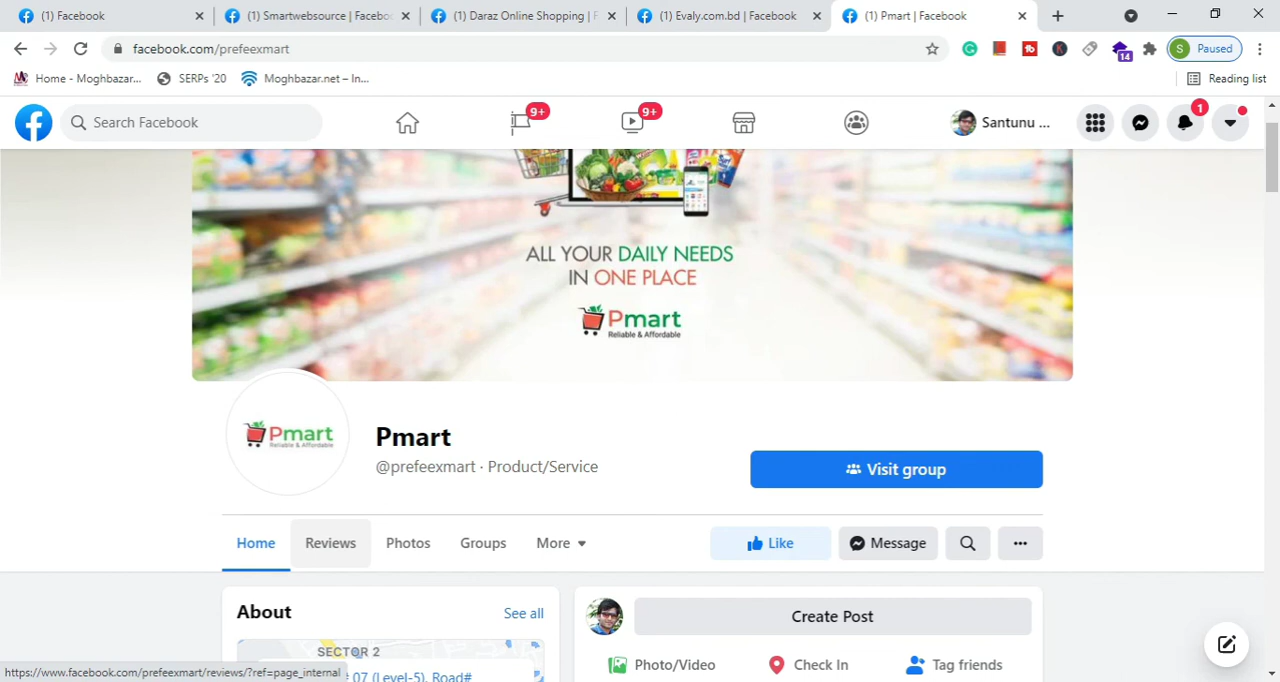 (1) Facebook
(1) Smartwebsource | Facebo
(1) Daraz Online Shopping | F
(1) Evaly.com.bd | Facebook
(1) Pmart | Facebook
facebook.com/prefeexmart
14
S Paused
Home - Moghbazar...
SERPs '20
Moghbazar.net – In...
Reading list
Search Facebook
9+
9+
Santunu ...
1
ALL YOUR DAILY NEEDS
IN ONE PLACE
Pmart
Reliable & Affordable
Pmart
Reliable & Affordable
Pmart
@prefeexmart · Product/Service
Visit group
Home
Reviews
Photos
Groups
More
Like
Message
About
See all
Create Post
SECTOR 2
07 (Level-5), Road#
Photo/Video
Check In
Tag friends
https://www.facebook.com/prefeexmart/reviews/?ref=page_internal